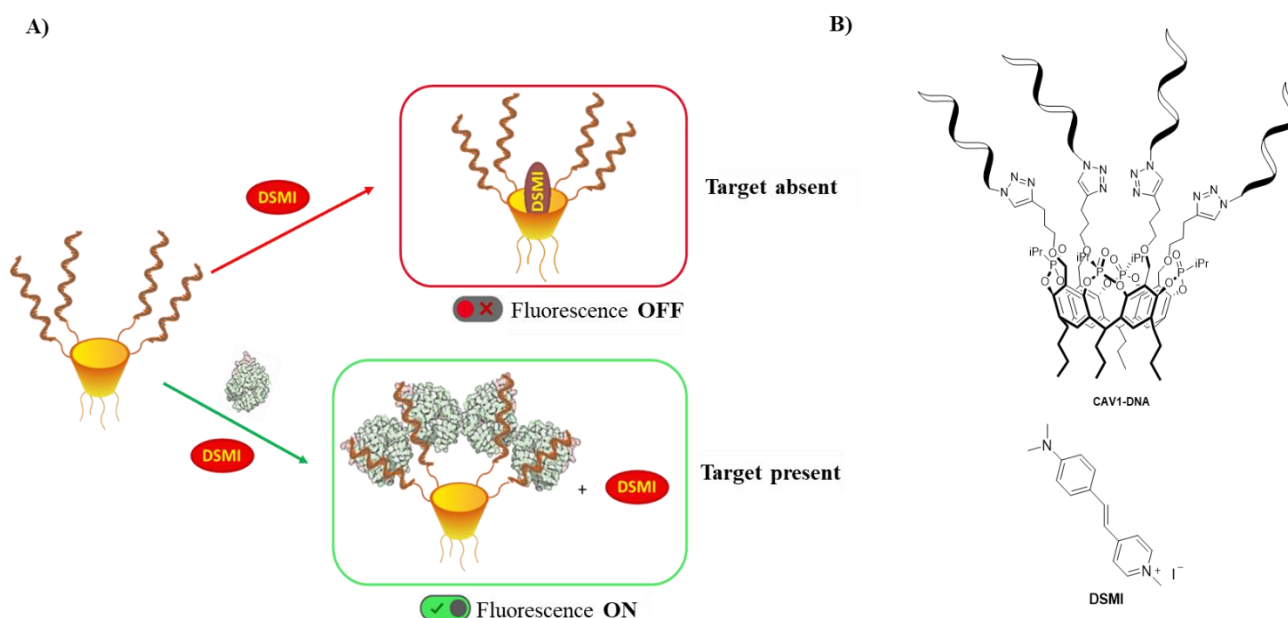 A)
DSMI
DSMI
Target absent
Fluorescence OFF
DSMI
+
DSMI
Target present
Fluorescence ON
B)
N=N
N
N
N
N
N
N
N
N
N
N
iPr
O
P
O
O
iPr
O
P
O
O
P
O
iPr
O
P
iPr
O
CAV1-DNA
N
N+
I−
DSMI